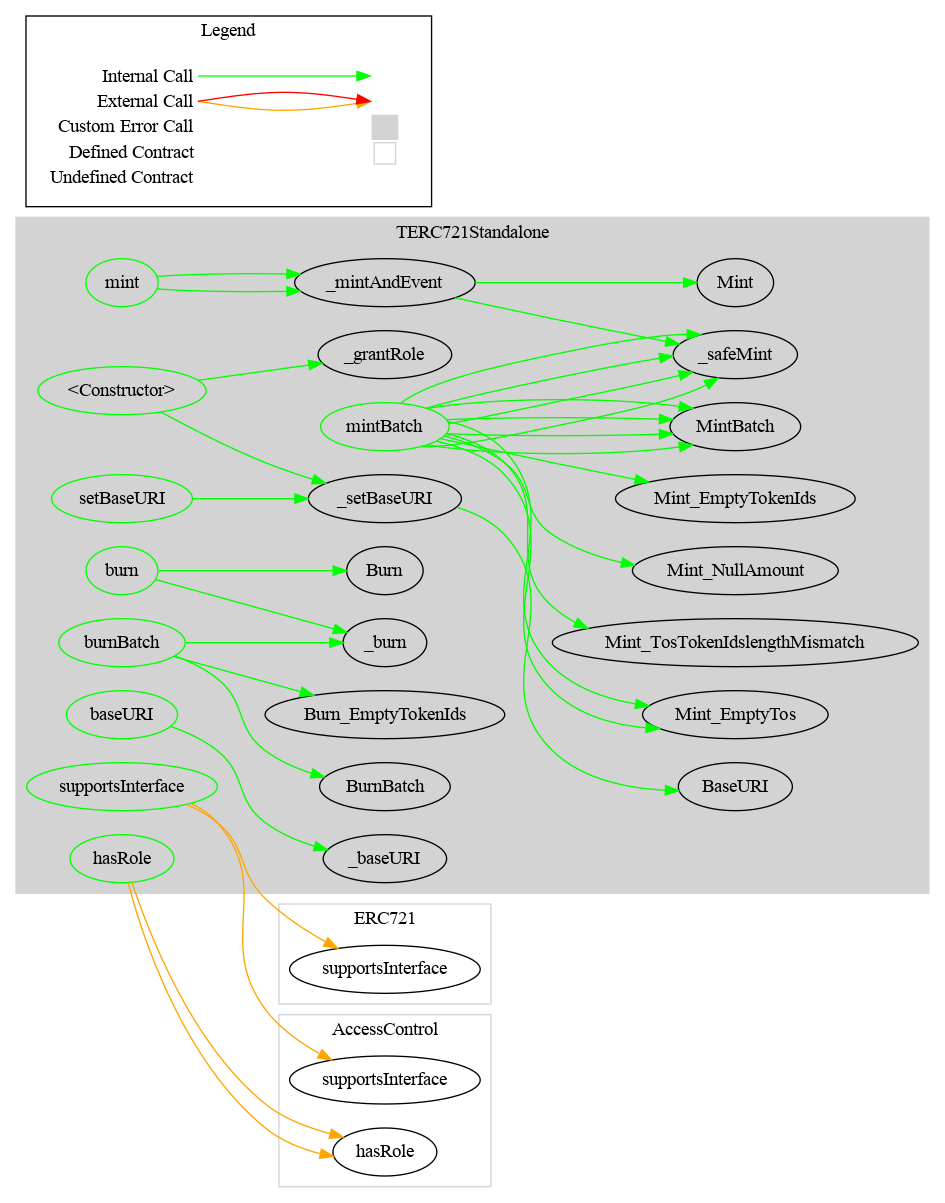 Legend
Internal Call
External Call
Custom Error Call
Defined Contract
Undefined Contract
TERC721Standalone
mint
_mintAndEvent
Mint
_grantRole
_safeMint
<Constructor>
mintBatch
MintBatch
setBaseURI
_setBaseURI
Mint_EmptyTokenIds
burn
Burn
Mint_NullAmount
burnBatch
_burn
Mint_TosTokenIdslengthMismatch
baseURI
Burn_EmptyTokenIds
Mint_EmptyTos
supportsInterface
BurnBatch
BaseURI
hasRole
_baseURI
ERC721
supportsInterface
AccessControl
supportsInterface
hasRole